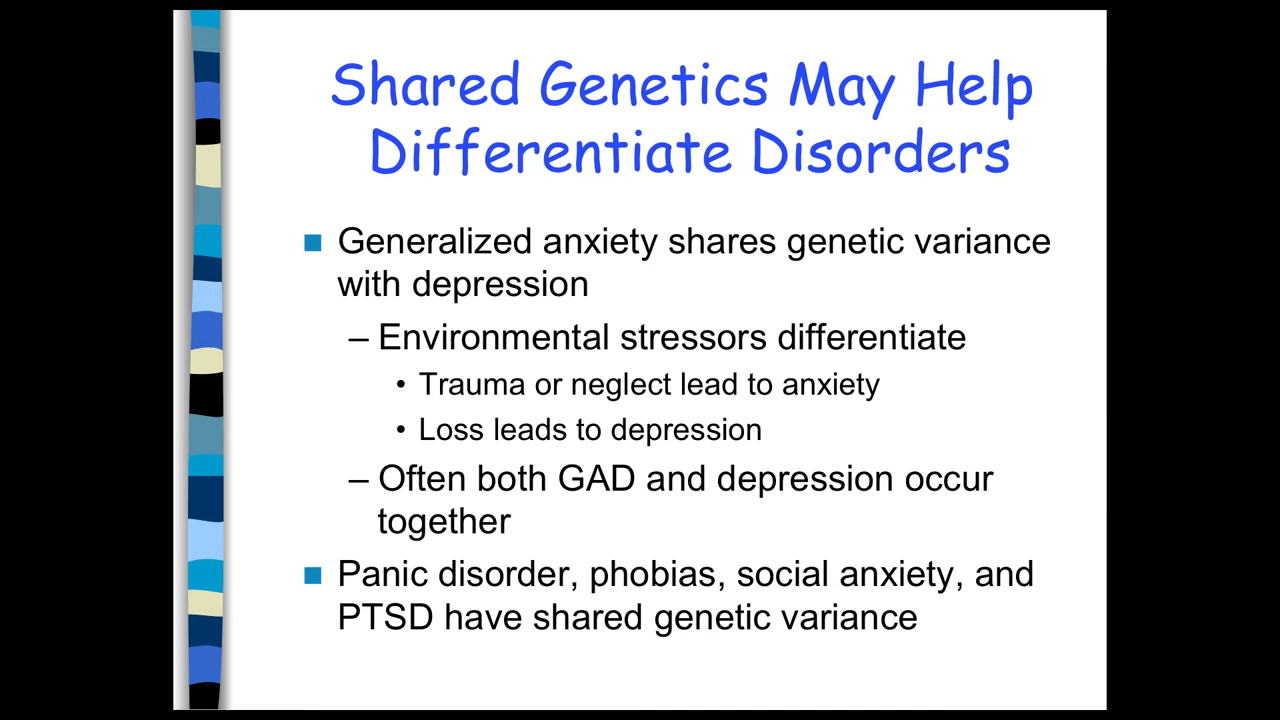 Shared Genetics May Help
Differentiate Disorders
■ Generalized anxiety shares genetic variance
with depression
– Environmental stressors differentiate
• Trauma or neglect lead to anxiety
• Loss leads to depression
– Often both GAD and depression occur
together
■ Panic disorder, phobias, social anxiety, and
PTSD have shared genetic variance